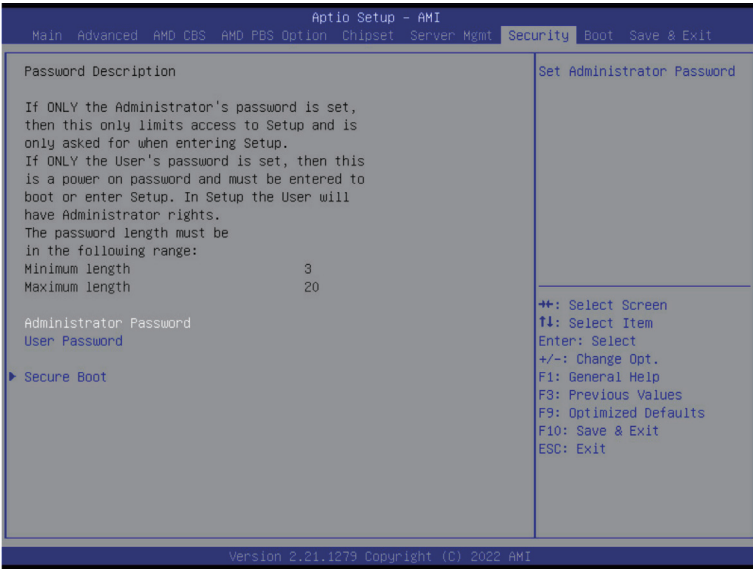 Aptio Setup – AMI
Main Advanced AMD CBS AMD PBS Option Chipset Server Mgmt Security Boot Save & Exit
Password Description
If ONLY the Administrator's password is set,
then this only limits access to Setup and is
only asked for when entering Setup.
If ONLY the User's password is set, then this
is a power on password and must be entered to
boot or enter Setup. In Setup the User will
have Administrator rights.
The password length must be
in the following range:
Minimum length 3
Maximum length 20
Administrator Password
User Password
Secure Boot
Set Administrator Password
→←: Select Screen
↑↓: Select Item
Enter: Select
+/-: Change Opt.
F1: General Help
F3: Previous Values
F9: Optimized Defaults
F10: Save & Exit
ESC: Exit
Version 2.21.1279 Copyright (C) 2022 AMI